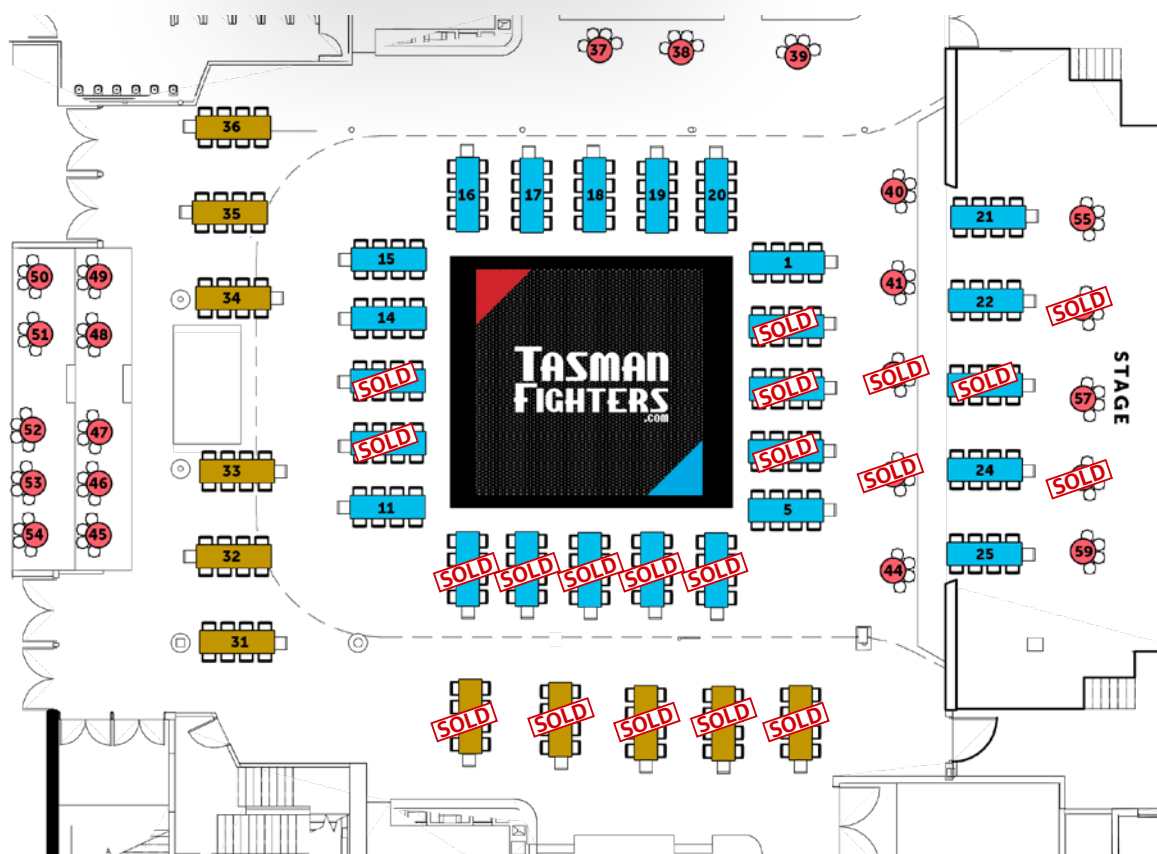 37
38
39
36
16
17
18
19
20
40
21
55
35
15
1
50
49
41
34
22
SOLD
14
SOLD
51
48
TASMAN
FIGHTERS
.com
STAGE
SOLD
SOLD
SOLD
SOLD
57
52
47
SOLD
SOLD
33
SOLD
24
SOLD
53
46
11
5
54
45
32
SOLD
SOLD
SOLD
SOLD
SOLD
44
25
59
31
SOLD
SOLD
SOLD
SOLD
SOLD